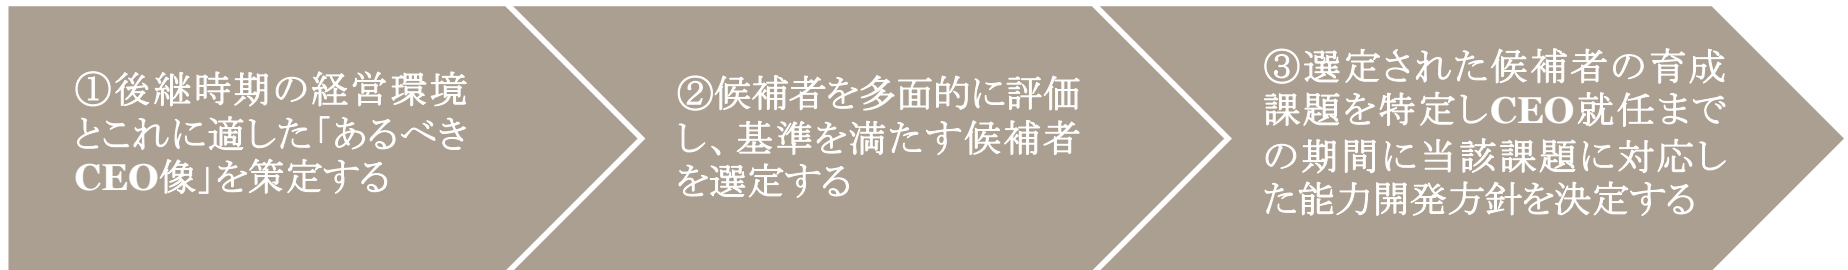 ①後継時期の経営環境
とこれに適した「あるべき
CEO像」を策定する
②候補者を多面的に評価
し、基準を満たす候補者
を選定する
③選定された候補者の育成
課題を特定しCEO就任まで
の期間に当該課題に対応し
た能力開発方針を決定する